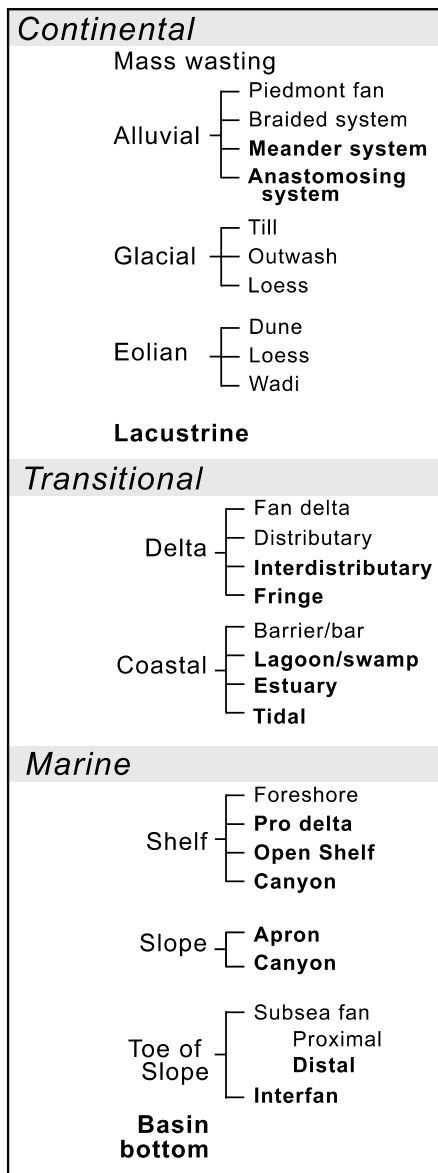 Continental
Mass wasting
Alluvial
Piedmont fan
Braided system
Meander system
Anastomosing
system
Glacial
Till
Outwash
Loess
Eolian
Dune
Loess
Wadi
Lacustrine
Transitional
Delta
Fan delta
Distributary
Interdistributary
Fringe
Coastal
Barrier/bar
Lagoon/swamp
Estuary
Tidal
Marine
Shelf
Foreshore
Pro delta
Open Shelf
Canyon
Slope
Apron
Canyon
Toe of
Slope
Subsea fan
Proximal
Distal
Interfan
Basin
bottom